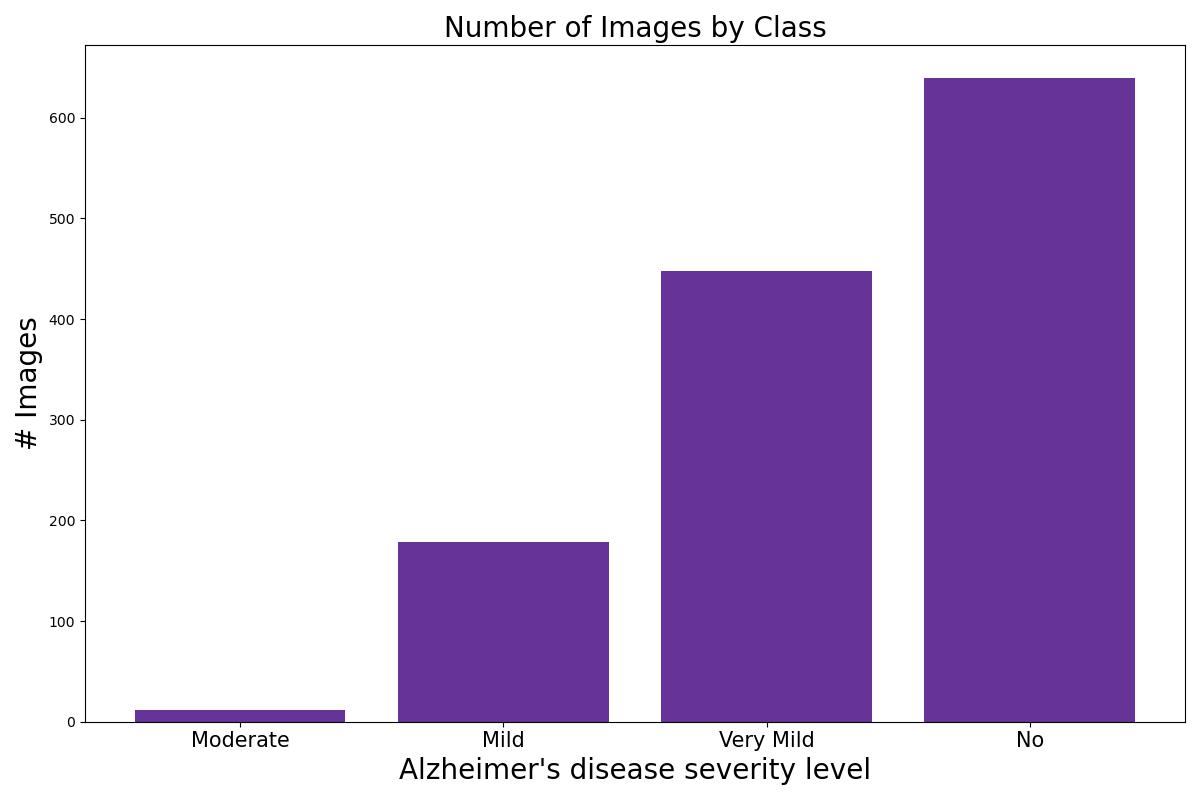 Number of Images by Class
# Images
600
500
400
300
200
100
0
Moderate Mild Very Mild No
Alzheimer's disease severity level